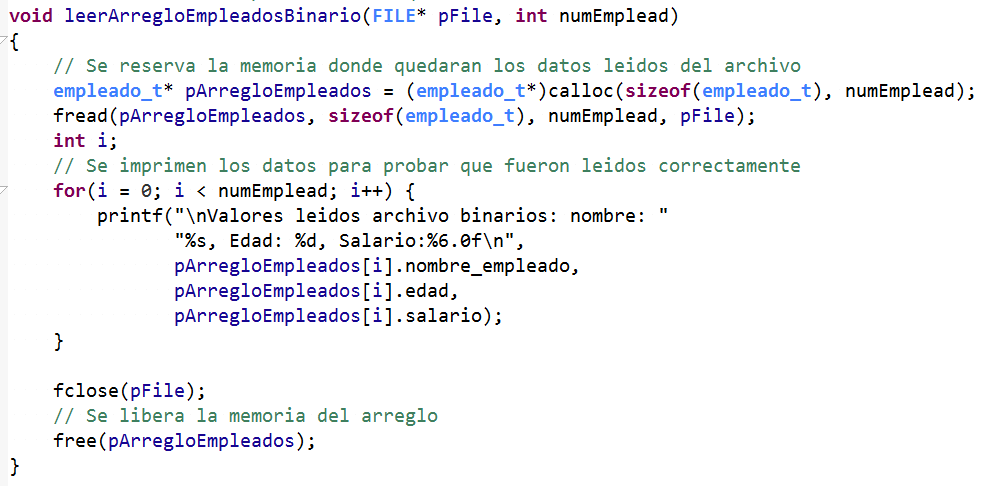 void leerArregloEmpleadosBinario(FILE* pFile, int numEmplead)
{
    // Se reserva la memoria donde quedaran los datos leidos del archivo
    empleado_t* pArregloEmpleados = (empleado_t*)calloc(sizeof(empleado_t), numEmplead);
    fread(pArregloEmpleados, sizeof(empleado_t), numEmplead, pFile);
    int i;
    // Se imprimen los datos para probar que fueron leidos correctamente
    for(i = 0; i < numEmplead; i++) {
        printf("\nValores leidos archivo binarios: nombre: "
               "%s, Edad: %d, Salario:%6.0f\n",
               pArregloEmpleados[i].nombre_empleado,
               pArregloEmpleados[i].edad,
               pArregloEmpleados[i].salario);
    }

    fclose(pFile);
    // Se libera la memoria del arreglo
    free(pArregloEmpleados);
}